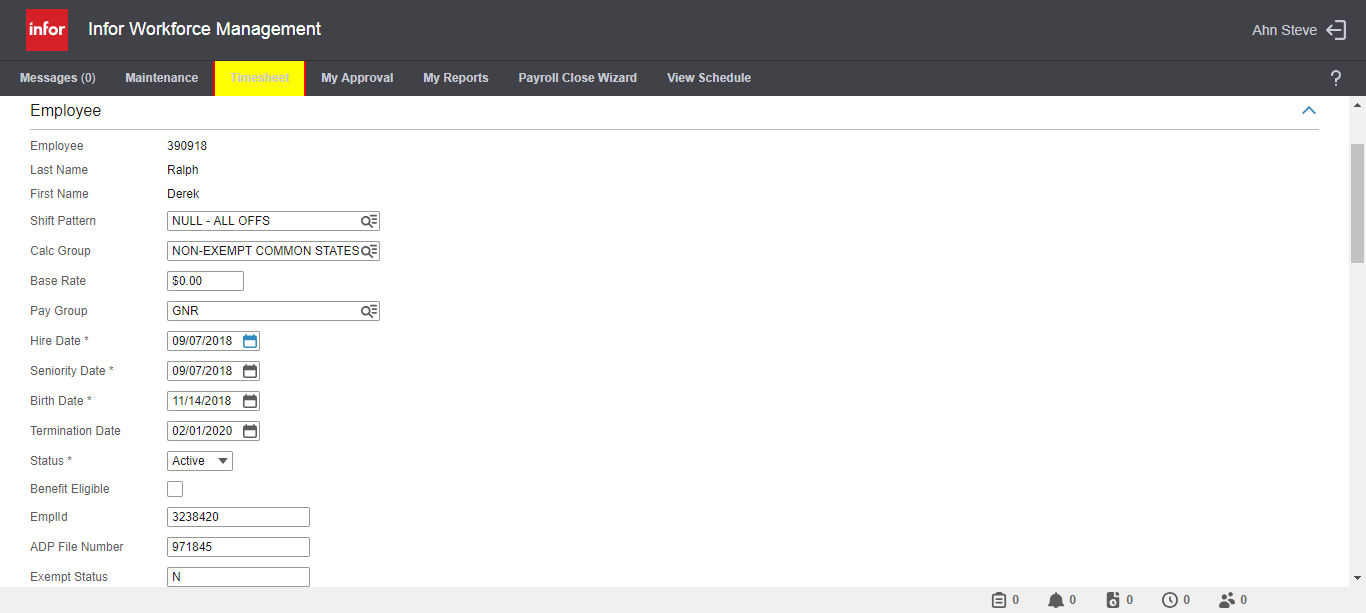 infor Infor Workforce Management Ahn Steve
Messages (0) Maintenance Timesheet My Approval My Reports Payroll Close Wizard View Schedule ?
Employee
Employee 390918
Last Name Ralph
First Name Derek
Shift Pattern NULL - ALL OFFS
Calc Group NON-EXEMPT COMMON STATES
Base Rate $0.00
Pay Group GNR
Hire Date * 09/07/2018
Seniority Date * 09/07/2018
Birth Date * 11/14/2018
Termination Date 02/01/2020
Status * Active
Benefit Eligible
EmplId 3238420
ADP File Number 971845
Exempt Status N
0 0 0 0 0